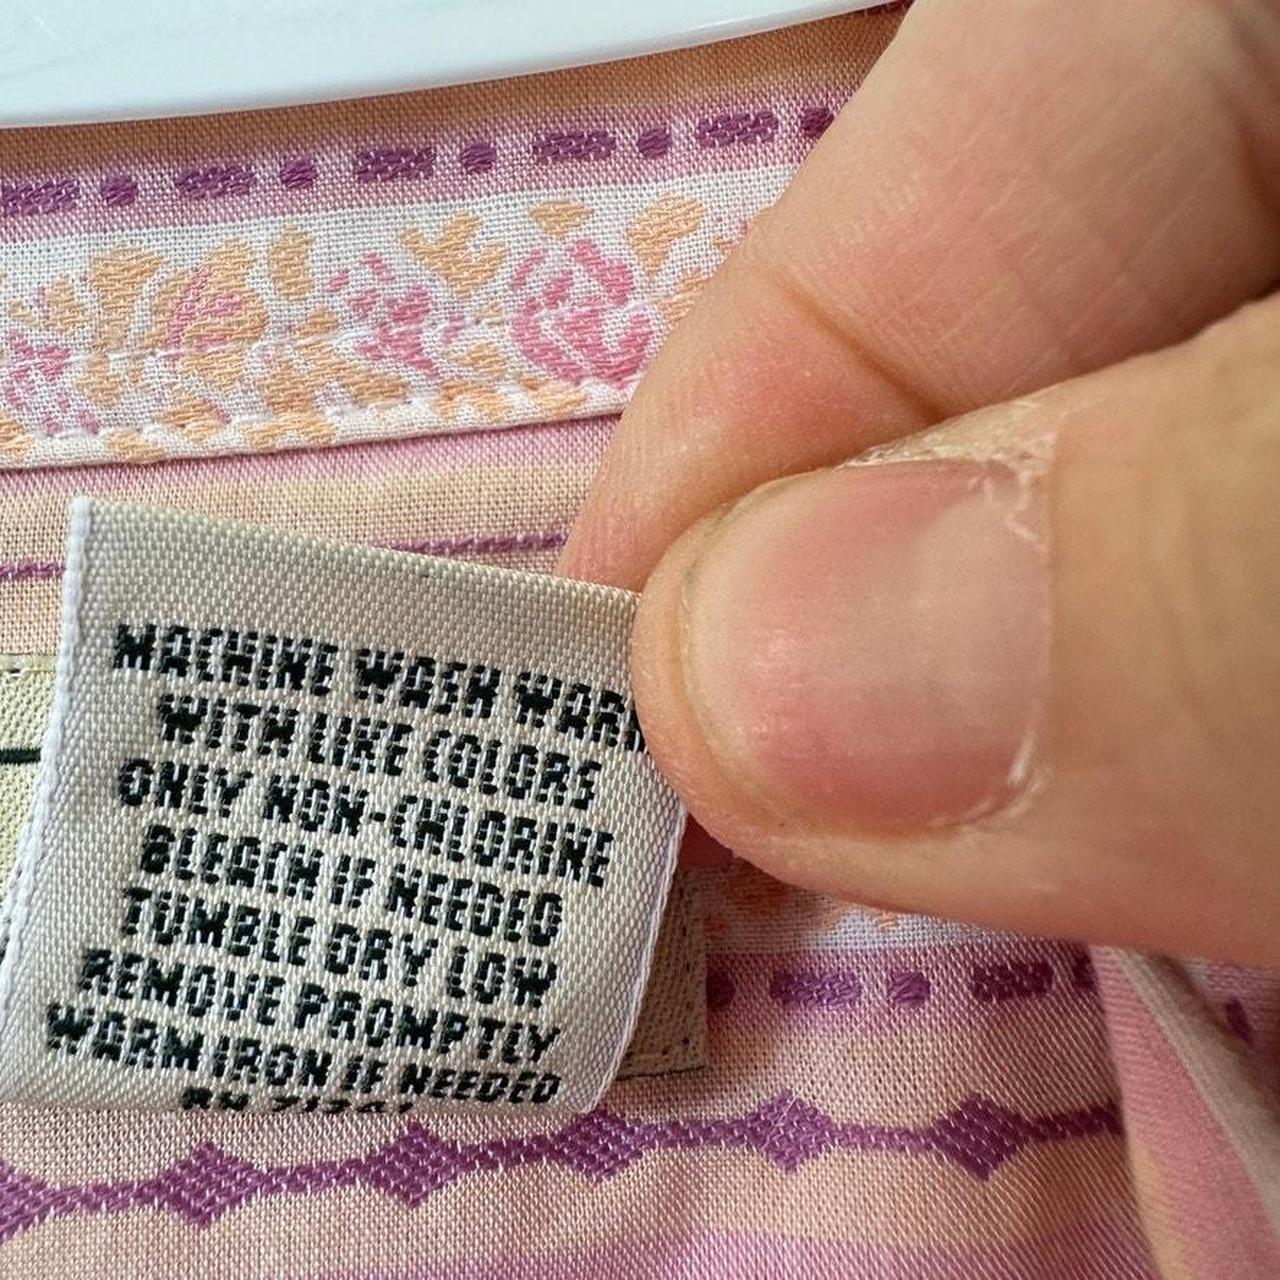 MACHINE WASH WARM
WITH LIKE COLORS
ONLY NON-CHLORINE
BLEACH IF NEEDED
TUMBLE DRY LOW
REMOVE PROMPTLY
WARM IRON IF NEEDED